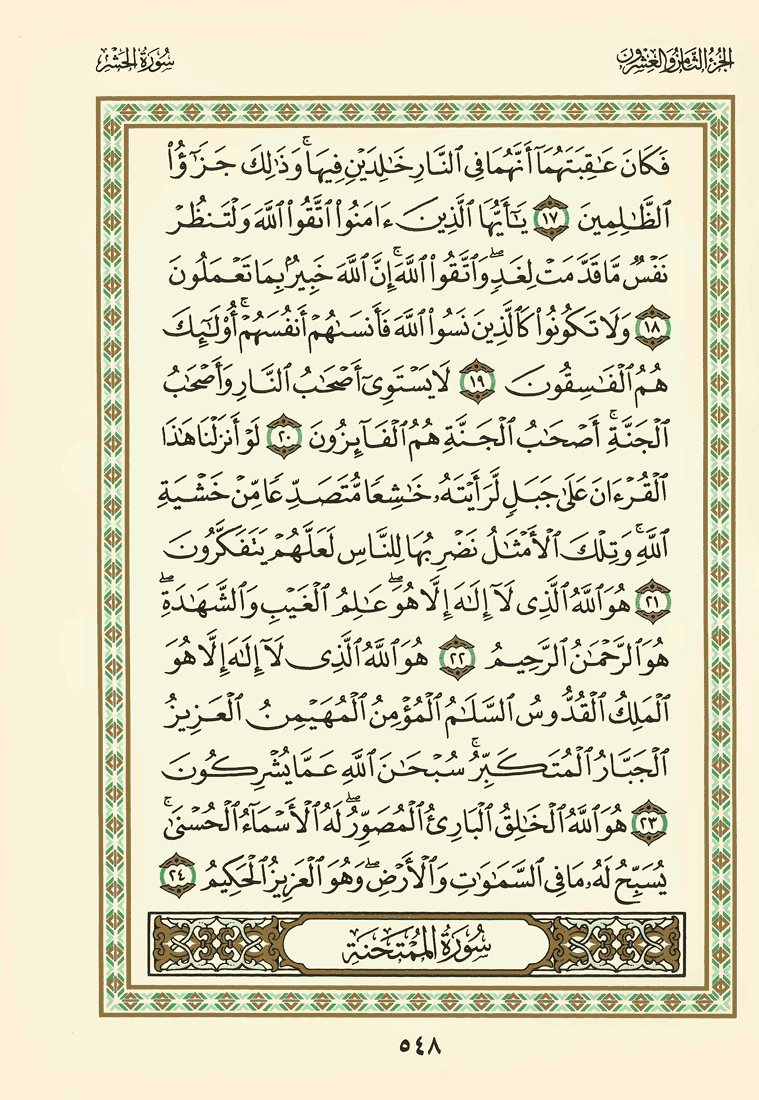 الجزء الثامن والعشرون
سورة الحشر
فَكَانَ عَٰقِبَتَهُمَآ أَنَّهُمَا فِى ٱلنَّارِ خَٰلِدَيْنِ فِيهَا ۚ وَذَٰلِكَ جَزَٰٓؤُا۟
ٱلظَّٰلِمِينَ ١٧ يَٰٓأَيُّهَا ٱلَّذِينَ ءَامَنُوا۟ ٱتَّقُوا۟ ٱللَّهَ وَلْتَنظُرْ
نَفْسٌ مَّا قَدَّمَتْ لِغَدٍ ۖ وَٱتَّقُوا۟ ٱللَّهَ ۚ إِنَّ ٱللَّهَ خَبِيرٌۢ بِمَا تَعْمَلُونَ
١٨ وَلَا تَكُونُوا۟ كَٱلَّذِينَ نَسُوا۟ ٱللَّهَ فَأَنسَىٰهُمْ أَنفُسَهُمْ ۚ أُو۟لَٰٓئِكَ
هُمُ ٱلْفَٰسِقُونَ ١٩ لَا يَسْتَوِىٓ أَصْحَٰبُ ٱلنَّارِ وَأَصْحَٰبُ
ٱلْجَنَّةِ ۚ أَصْحَٰبُ ٱلْجَنَّةِ هُمُ ٱلْفَآئِزُونَ ٢٠ لَوْ أَنزَلْنَا هَٰذَا
ٱلْقُرْءَانَ عَلَىٰ جَبَلٍ لَّرَأَيْتَهُۥ خَٰشِعًا مُّتَصَدِّعًا مِّنْ خَشْيَةِ
ٱللَّهِ ۚ وَتِلْكَ ٱلْأَمْثَٰلُ نَضْرِبُهَا لِلنَّاسِ لَعَلَّهُمْ يَتَفَكَّرُونَ
٢١ هُوَ ٱللَّهُ ٱلَّذِى لَآ إِلَٰهَ إِلَّا هُوَ ۖ عَٰلِمُ ٱلْغَيْبِ وَٱلشَّهَٰدَةِ ۖ
هُوَ ٱلرَّحْمَٰنُ ٱلرَّحِيمُ ٢٢ هُوَ ٱللَّهُ ٱلَّذِى لَآ إِلَٰهَ إِلَّا هُوَ
ٱلْمَلِكُ ٱلْقُدُّوسُ ٱلسَّلَٰمُ ٱلْمُؤْمِنُ ٱلْمُهَيْمِنُ ٱلْعَزِيزُ
ٱلْجَبَّارُ ٱلْمُتَكَبِّرُ ۚ سُبْحَٰنَ ٱللَّهِ عَمَّا يُشْرِكُونَ
٢٣ هُوَ ٱللَّهُ ٱلْخَٰلِقُ ٱلْبَارِئُ ٱلْمُصَوِّرُ ۖ لَهُ ٱلْأَسْمَآءُ ٱلْحُسْنَىٰ ۚ
يُسَبِّحُ لَهُۥ مَا فِى ٱلسَّمَٰوَٰتِ وَٱلْأَرْضِ ۖ وَهُوَ ٱلْعَزِيزُ ٱلْحَكِيمُ ٢٤
سُورَةُ المُمْتَحَنَةِ
٥٤٨